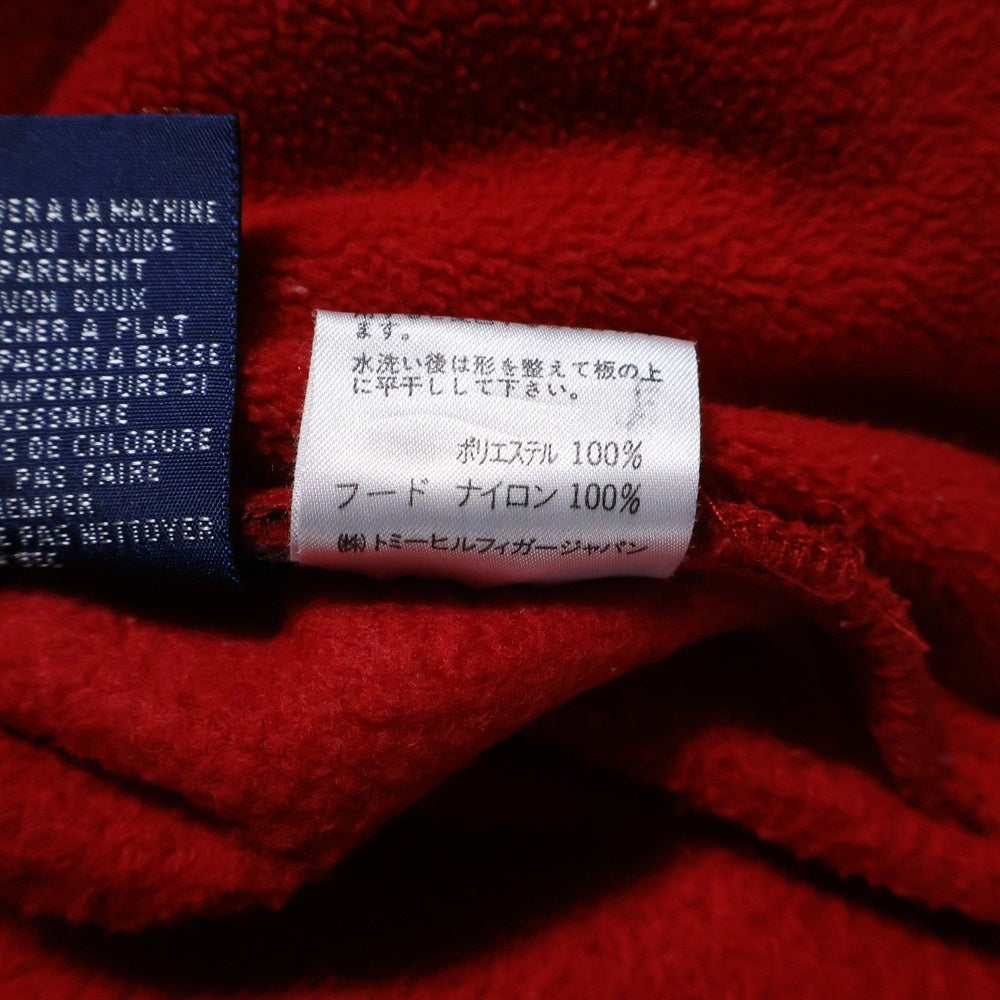 VER A LA MACHINE
EAU FROIDE
PAREMENT
AVON DOUX
CHER A PLAT
PASSER A BASSE
MPERATURE SI
ESSAIRE
S DE CHLORURE
PAS FAIRE
EMPER
PAS NETTOYER
ます。
水洗い後は形を整えて板の上
に平干しして下さい。
ポリエステル 100%
フード ナイロン 100%
(株)トミーヒルフィガージャパン